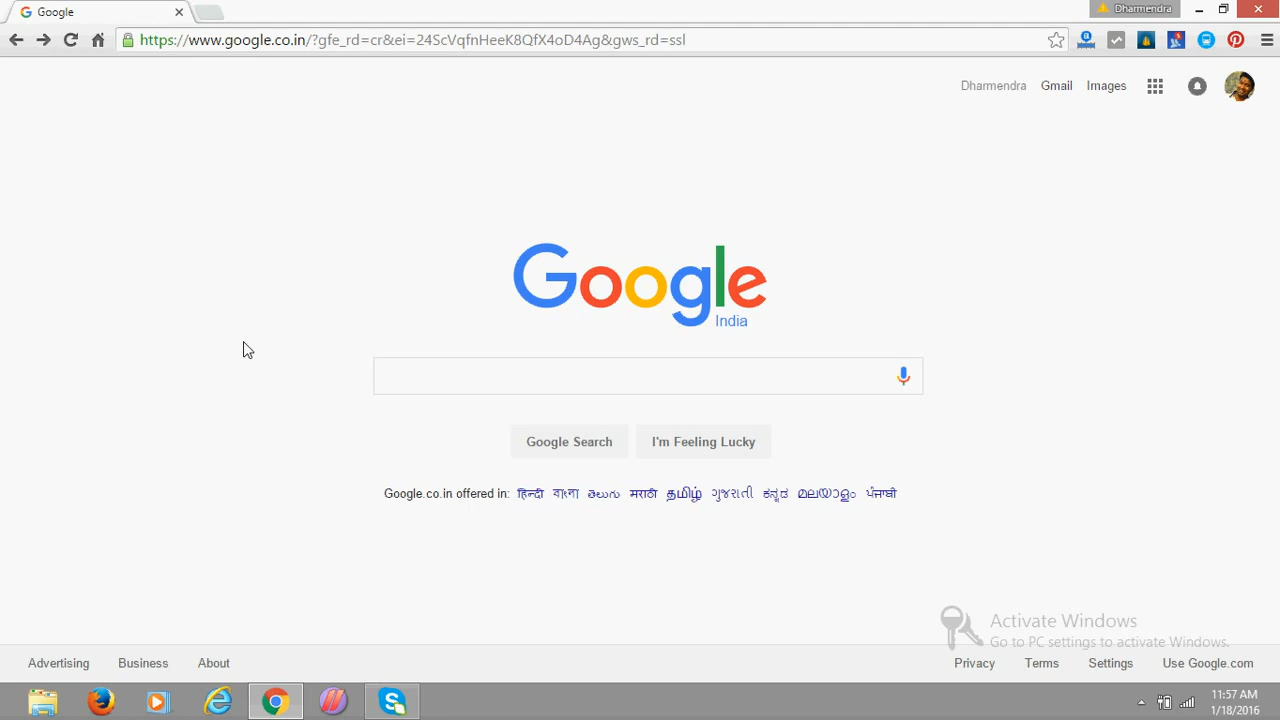 Google
Dharmendra
https://www.google.co.in/?gfe_rd=cr&ei=24ScVqfnHeeK8QfX4oD4Ag&gws_rd=ssl
Dharmendra Gmail Images
Google
India
Google Search I'm Feeling Lucky
Google.co.in offered in: हिन्दी বাংলা తెలుగు मराठी தமிழ் ગુજરાતી ಕನ್ನಡ മലയാളം ਪੰਜਾਬੀ
Activate Windows
Go to PC settings to activate Windows.
Advertising Business About Privacy Terms Settings Use Google.com
11:57 AM
1/18/2016